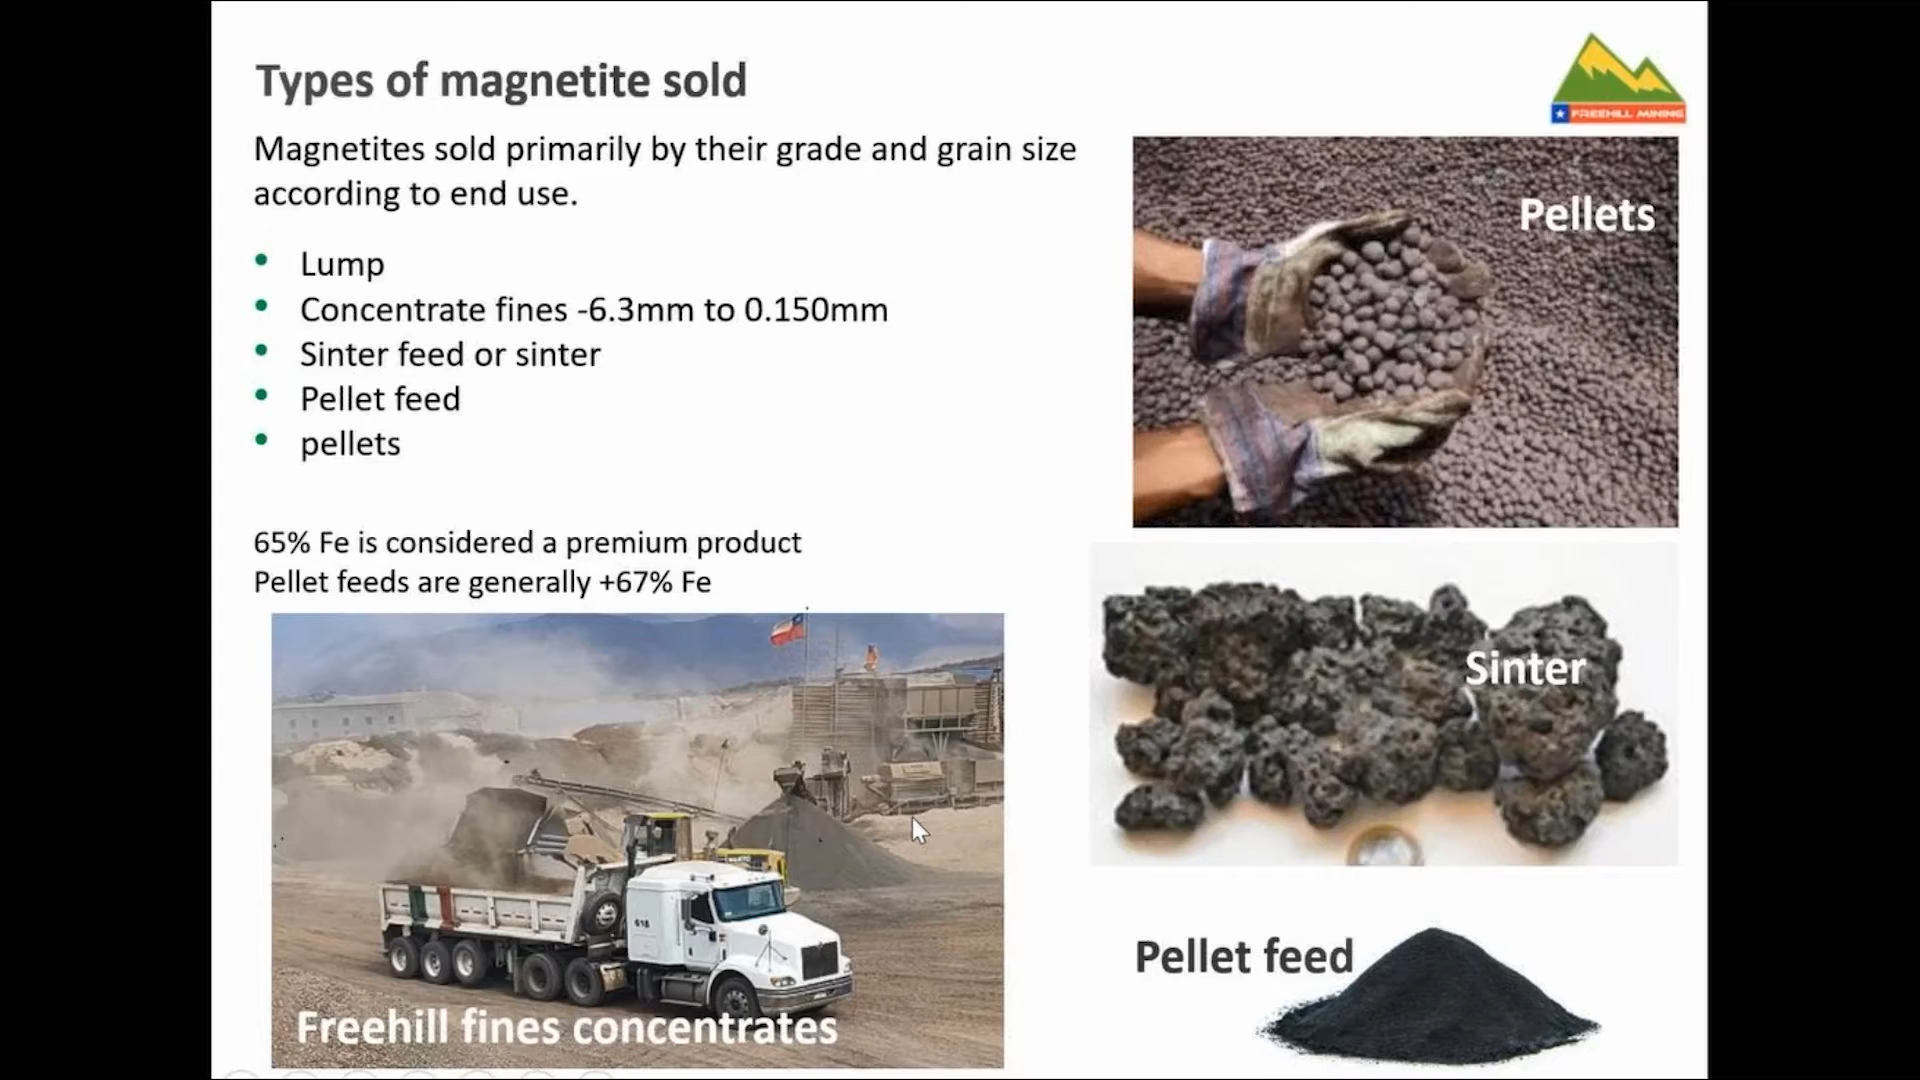 Types of magnetite sold
FREEHILL MINING
Magnetites sold primarily by their grade and grain size
according to end use.
• Lump
• Concentrate fines -6.3mm to 0.150mm
• Sinter feed or sinter
• Pellet feed
• pellets
65% Fe is considered a premium product
Pellet feeds are generally +67% Fe
Pellets
Sinter
618
Freehill fines concentrates
Pellet feed